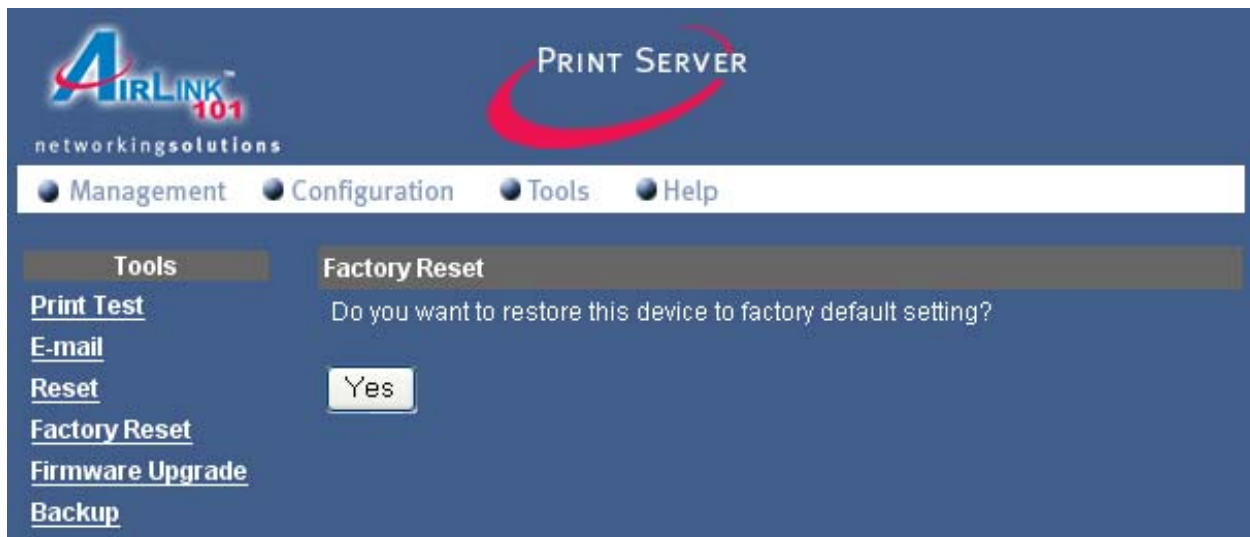 AIRLINK™
101
networkingsolutions
PRINT SERVER
Management Configuration Tools Help
Tools
Print Test
E-mail
Reset
Factory Reset
Firmware Upgrade
Backup
Factory Reset
Do you want to restore this device to factory default setting?
Yes